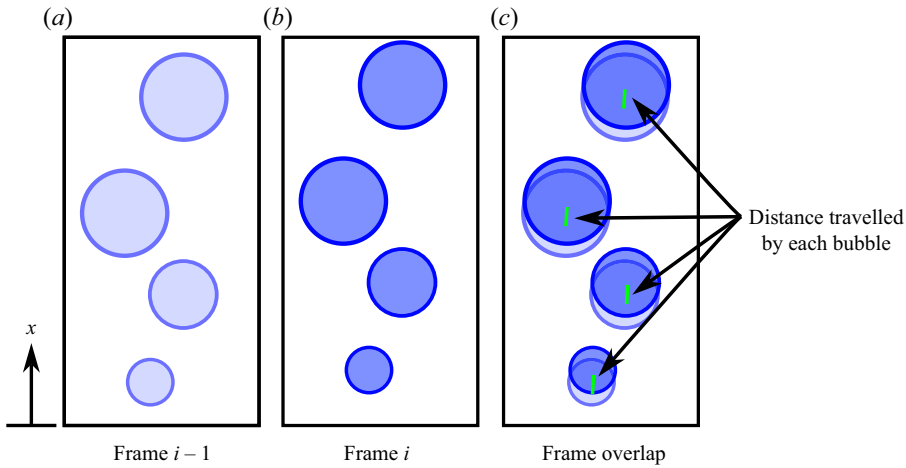 (a)
(b)
(c)
Distance travelled
by each bubble
x
Frame i – 1
Frame i
Frame overlap